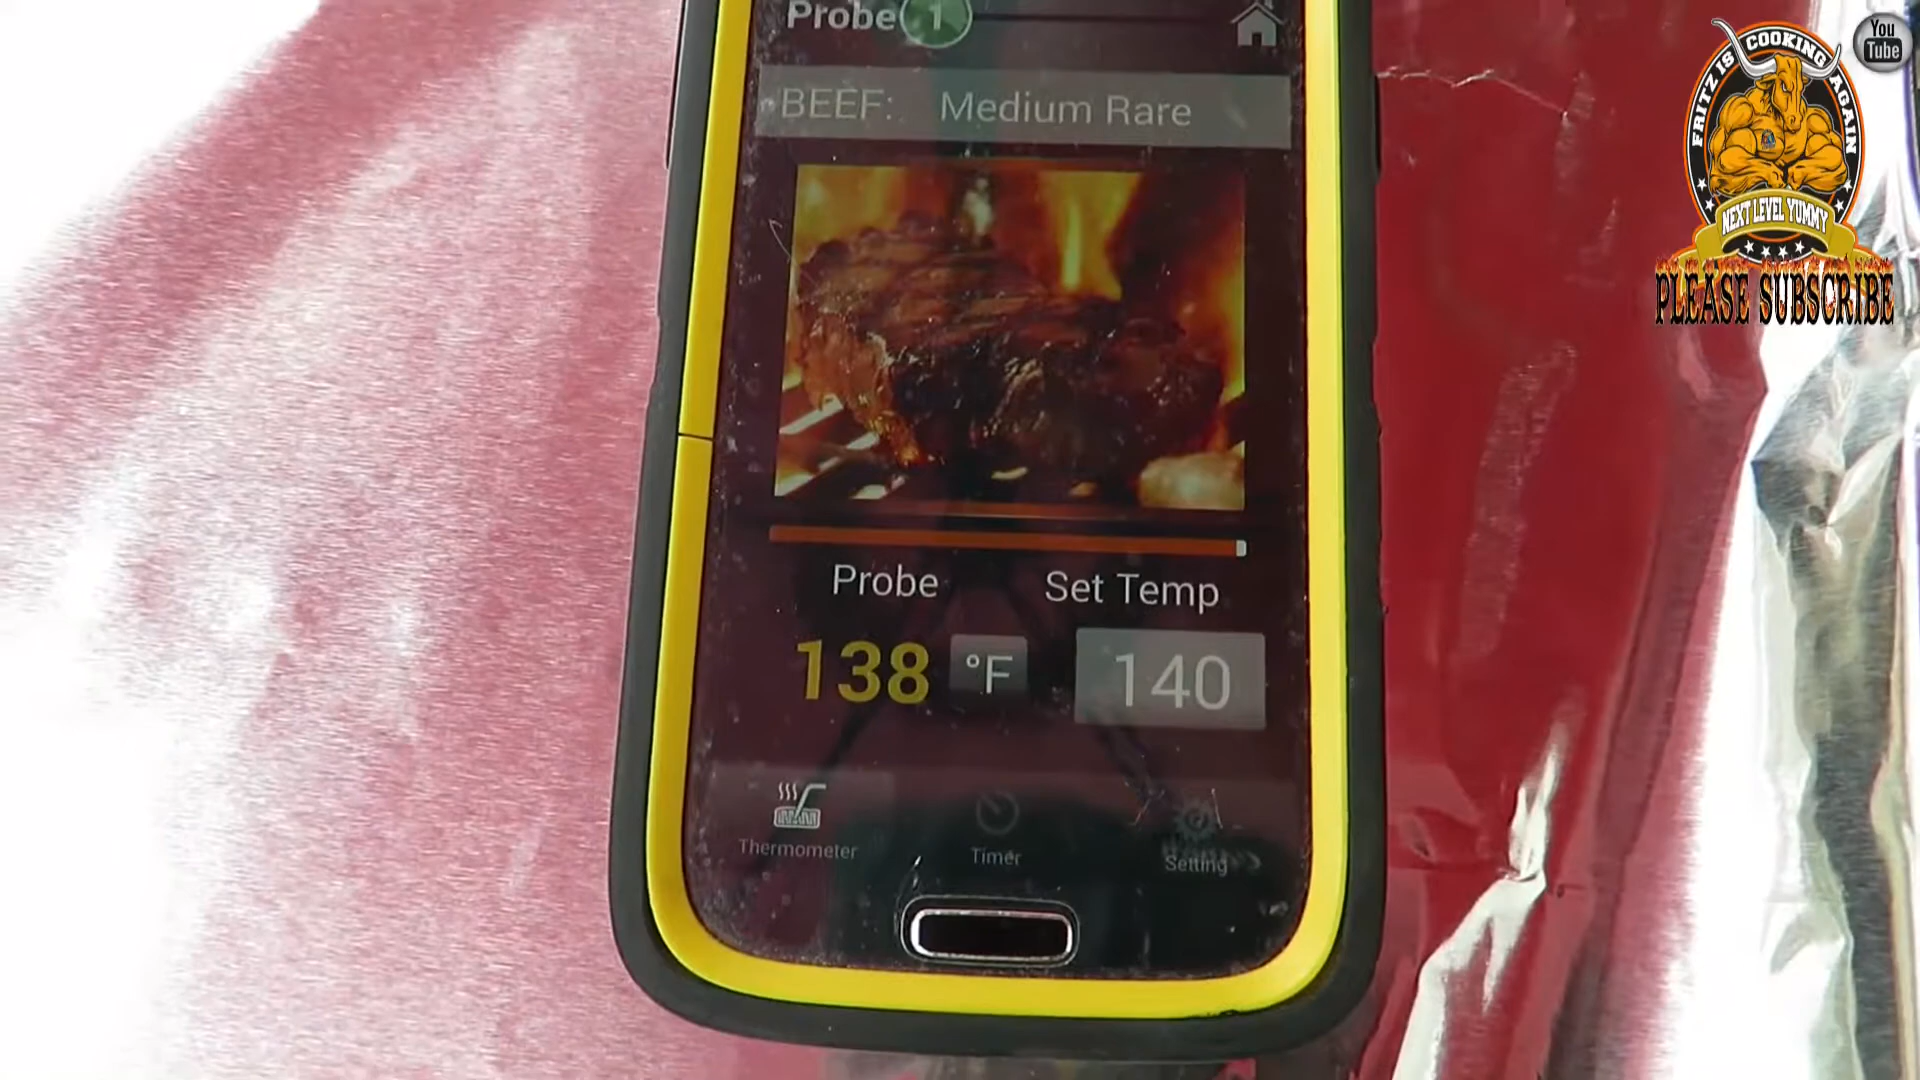 Probe 1
BEEF: Medium Rare
Probe Set Temp
138 °F 140
Thermometer Timer Setting
You
Tube
FRITZ IS COOKING AGAIN
NEXT LEVEL YUMMY
PLEASE SUBSCRIBE